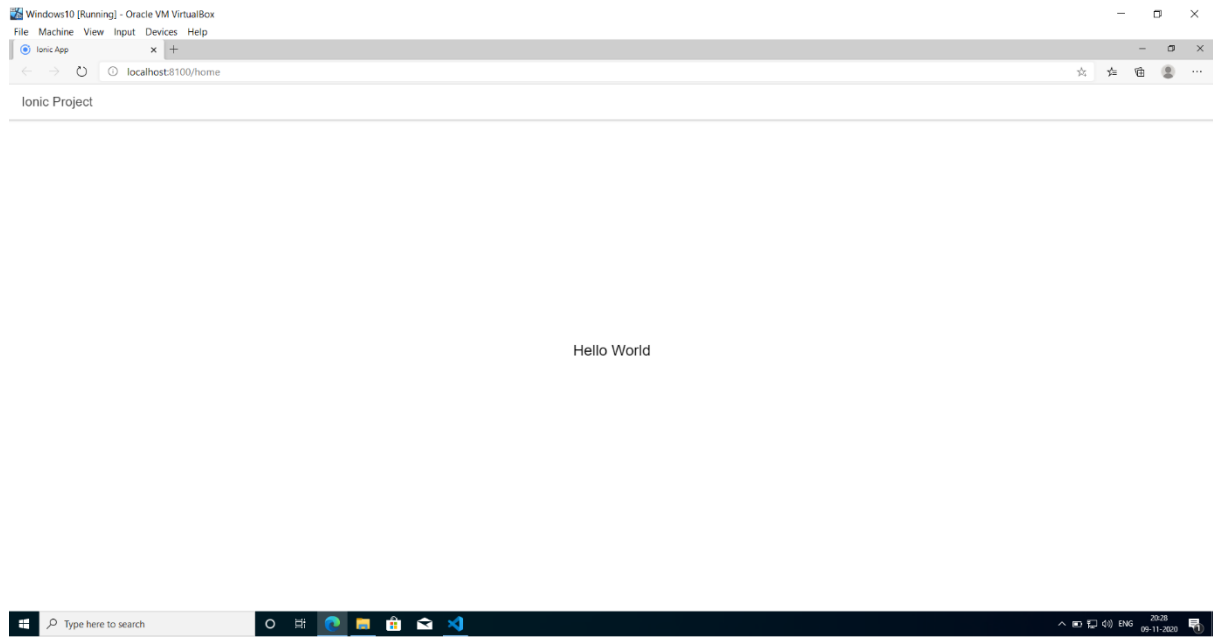 Windows10 [Running] - Oracle VM VirtualBox
File Machine View Input Devices Help
Ionic App
localhost:8100/home
Ionic Project
Hello World
Type here to search
ENG
20:28
09-11-2020
1